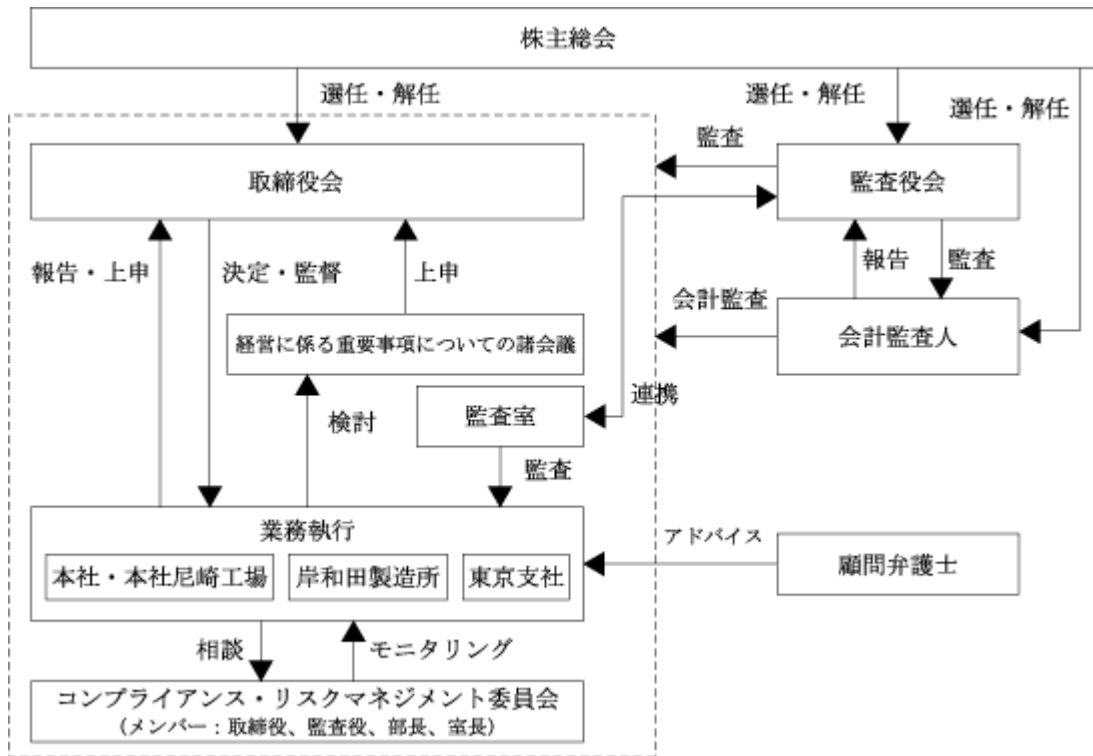 株主総会
選任・解任
選任・解任
選任・解任
監査
取締役会
監査役会
報告・上申
決定・監督
上申
報告
監査
会計監査
経営に係る重要事項についての諸会議
会計監査人
監査室
連携
検討
監査
業務執行
本社・本社尼崎工場
岸和田製造所
東京支社
アドバイス
顧問弁護士
相談
モニタリング
コンプライアンス・リスクマネジメント委員会
(メンバー:取締役、監査役、部長、室長)